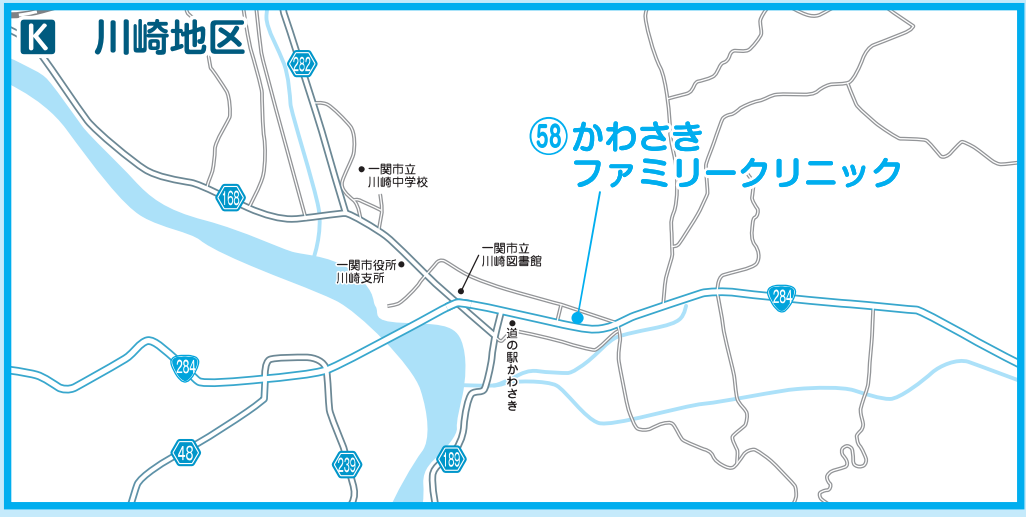 K 川崎地区
282
58 かわさき
ファミリークリニック
一関市立
川崎中学校
168
一関市立
川崎図書館
一関市役所
川崎支所
284
道の駅かわさき
284
48
239
189